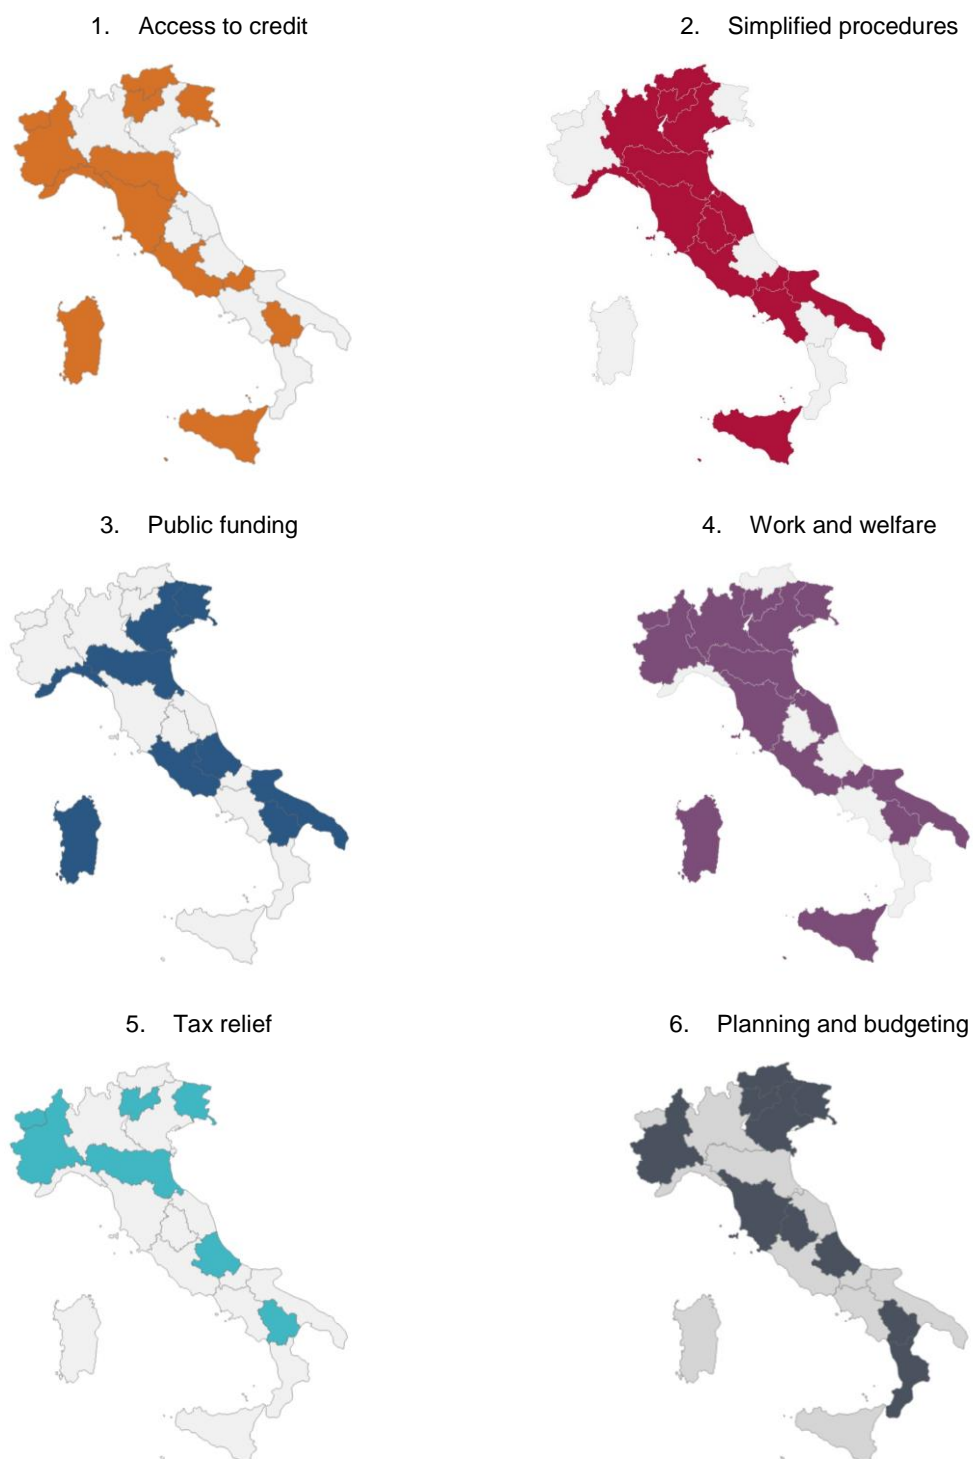 1. Access to credit
2. Simplified procedures
3. Public funding
4. Work and welfare
5. Tax relief
6. Planning and budgeting